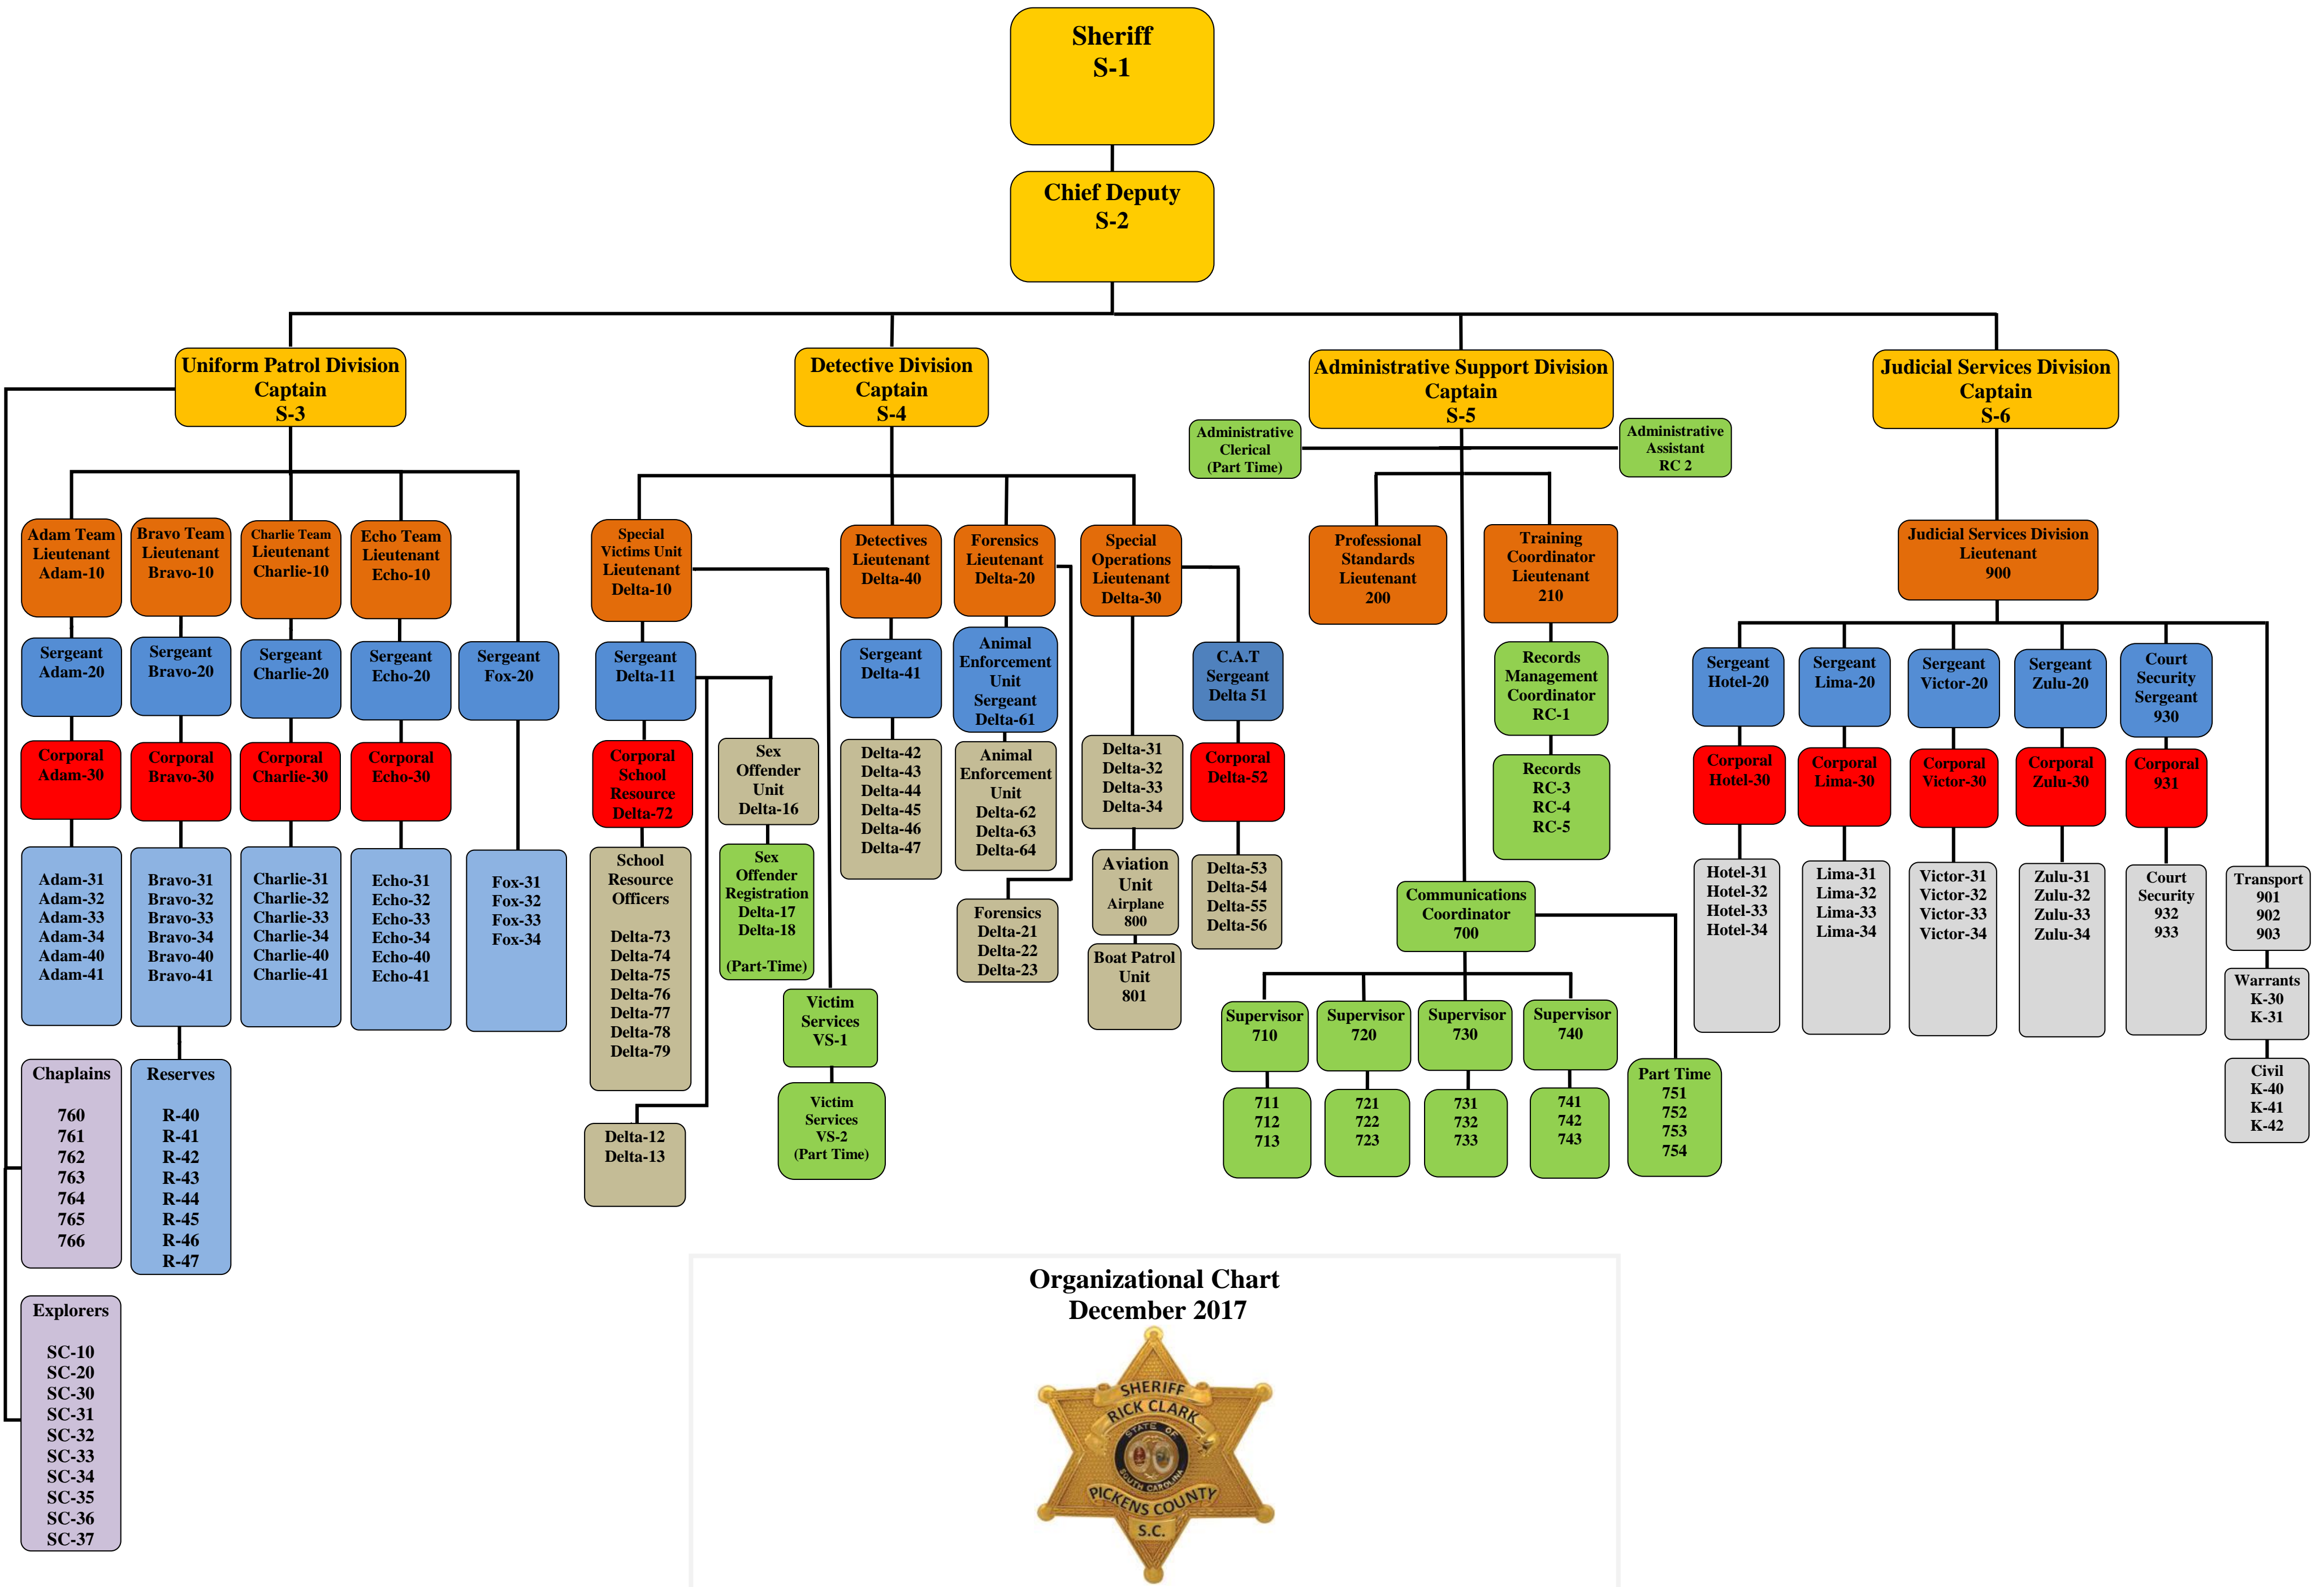 Sheriff
S-1
Chief Deputy
S-2
Uniform Patrol Division
Captain
S-3
Detective Division
Captain
S-4
Administrative Support Division
Captain
S-5
Judicial Services Division
Captain
S-6
Administrative
Clerical
(Part Time)
Administrative
Assistant
RC 2
Adam Team
Lieutenant
Adam-10
Bravo Team
Lieutenant
Bravo-10
Charlie Team
Lieutenant
Charlie-10
Echo Team
Lieutenant
Echo-10
Special
Victims Unit
Lieutenant
Delta-10
Detectives
Lieutenant
Delta-40
Forensics
Lieutenant
Delta-20
Special
Operations
Lieutenant
Delta-30
Professional
Standards
Lieutenant
200
Training
Coordinator
Lieutenant
210
Judicial Services Division
Lieutenant
900
Sergeant
Adam-20
Sergeant
Bravo-20
Sergeant
Charlie-20
Sergeant
Echo-20
Sergeant
Fox-20
Sergeant
Delta-11
Sergeant
Delta-41
Animal
Enforcement
Unit
Sergeant
Delta-61
C.A.T
Sergeant
Delta 51
Records
Management
Coordinator
RC-1
Sergeant
Hotel-20
Sergeant
Lima-20
Sergeant
Victor-20
Sergeant
Zulu-20
Court
Security
Sergeant
930
Corporal
Adam-30
Corporal
Bravo-30
Corporal
Charlie-30
Corporal
Echo-30
Corporal
School
Resource
Delta-72
Sex
Offender
Unit
Delta-16
Delta-42
Delta-43
Delta-44
Delta-45
Delta-46
Delta-47
Animal
Enforcement
Unit
Delta-62
Delta-63
Delta-64
Delta-31
Delta-32
Delta-33
Delta-34
Corporal
Delta-52
Records
RC-3
RC-4
RC-5
Corporal
Hotel-30
Corporal
Lima-30
Corporal
Victor-30
Corporal
Zulu-30
Corporal
931
Adam-31
Adam-32
Adam-33
Adam-34
Adam-40
Adam-41
Bravo-31
Bravo-32
Bravo-33
Bravo-34
Bravo-40
Bravo-41
Charlie-31
Charlie-32
Charlie-33
Charlie-34
Charlie-40
Charlie-41
Echo-31
Echo-32
Echo-33
Echo-34
Echo-40
Echo-41
Fox-31
Fox-32
Fox-33
Fox-34
School
Resource
Officers
Delta-73
Delta-74
Delta-75
Delta-76
Delta-77
Delta-78
Delta-79
Sex
Offender
Registration
Delta-17
Delta-18
(Part-Time)
Forensics
Delta-21
Delta-22
Delta-23
Aviation
Unit
Airplane
800
Delta-53
Delta-54
Delta-55
Delta-56
Communications
Coordinator
700
Hotel-31
Hotel-32
Hotel-33
Hotel-34
Lima-31
Lima-32
Lima-33
Lima-34
Victor-31
Victor-32
Victor-33
Victor-34
Zulu-31
Zulu-32
Zulu-33
Zulu-34
Court
Security
932
933
Transport
901
902
903
Boat Patrol
Unit
801
Warrants
K-30
K-31
Victim
Services
VS-1
Supervisor
710
Supervisor
720
Supervisor
730
Supervisor
740
Chaplains
760
761
762
763
764
765
766
Reserves
R-40
R-41
R-42
R-43
R-44
R-45
R-46
R-47
Delta-12
Delta-13
Victim
Services
VS-2
(Part Time)
711
712
713
721
722
723
731
732
733
741
742
743
Part Time
751
752
753
754
Civil
K-40
K-41
K-42
Explorers
SC-10
SC-20
SC-30
SC-31
SC-32
SC-33
SC-34
SC-35
SC-36
SC-37
Organizational Chart
December 2017
SHERIFF
RICK CLARK
STATE OF
SOUTH CAROLINA
PICKENS COUNTY
S.C.